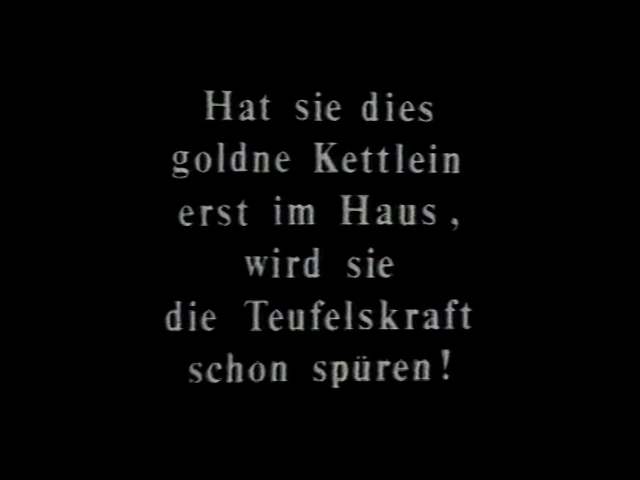 Hat sie dies
goldne Kettlein
erst im Haus,
wird sie
die Teufelskraft
schon spüren!